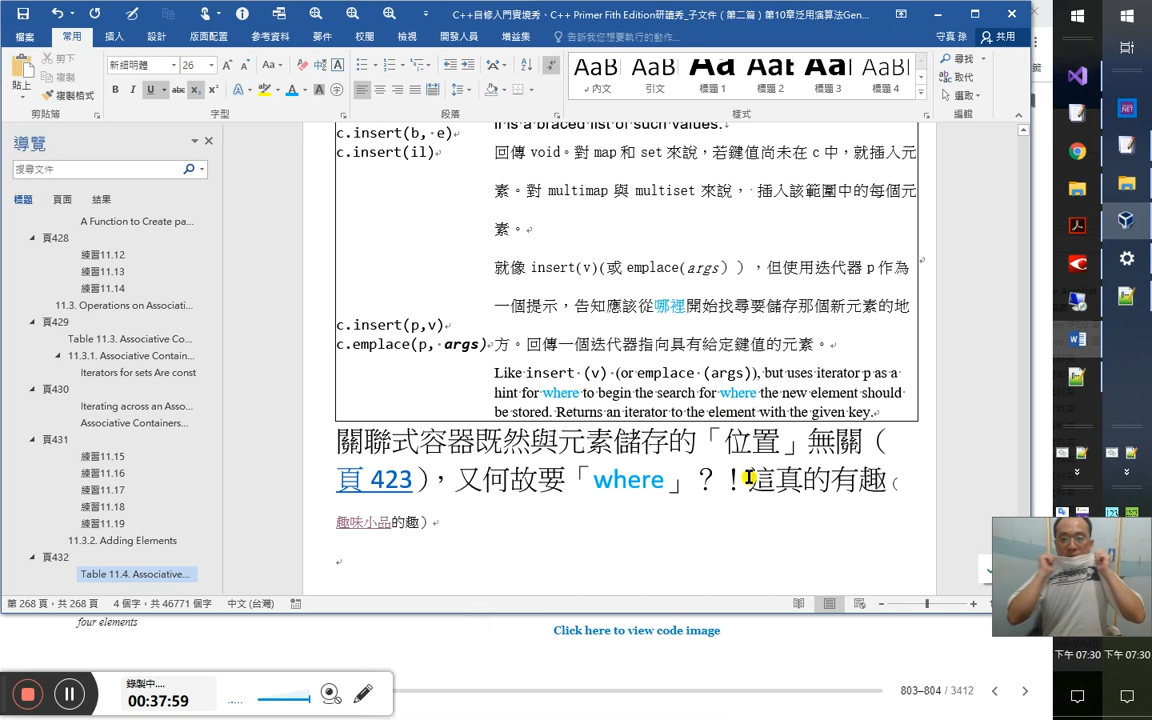 C++自修入門實境秀、C++ Primer Fith Edition研讀秀_子文件（第二篇）第10章泛用演算法Gen...
檔案 常用 插入 設計 版面配置 參考資料 郵件 校閱 檢視 開發人員 增益集 告訴我您想要執行的動作... 守真 孫 共用
貼上
剪下
複製
複製格式
剪貼簿
新細明體 26
B I U abc X₂ X²
字型
段落
AaB AaB AaB AaB AaB AaBl
內文 引文 標題 1 標題 2 標題 3 標題 4
樣式
尋找
取代
選取
編輯
導覽
搜尋文件
標題 頁面 結果
A Function to Create pa...
頁428
練習11.12
練習11.13
練習11.14
11.3. Operations on Associati...
頁429
Table 11.3. Associative Co...
11.3.1. Associative Contain...
Iterators for sets Are const
頁430
Iterating across an Asso...
Associative Containers...
頁431
練習11.15
練習11.16
練習11.17
練習11.18
練習11.19
11.3.2. Adding Elements
頁432
Table 11.4. Associative...
il is a braced list of such values.
c.insert(b, e)
c.insert(il)
回傳 void。對 map 和 set 來說，若鍵值尚未在 c 中，就插入元
素。對 multimap 與 multiset 來說， 插入該範圍中的每個元
素。
就像 insert(v)(或 emplace(args））, 但使用迭代器 p 作為
一個提示，告知應該從哪裡開始找尋要儲存那個新元素的地
c.insert(p,v)
c.emplace(p, args)
方。回傳一個迭代器指向具有給定鍵值的元素。
Like insert (v) (or emplace (args)), but uses iterator p as a
hint for where to begin the search for where the new element should
be stored. Returns an iterator to the element with the given key.
關聯式容器既然與元素儲存的「位置」無關（
頁 423），又何故要「where」？！這真的有趣（
趣味小品的趣）
第 268 頁，共 268 頁 4 個字，共 46771 個字 中文 (台灣)
four elements
Click here to view code image
錄製中....
00:37:59
803–804 / 3412
下午 07:30 下午 07:30